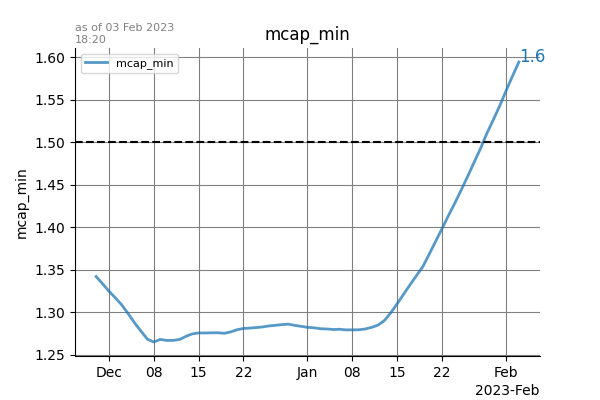 as of 03 Feb 2023
18:20
mcap_min
1.6
mcap_min
1.60
1.55
1.50
1.45
1.40
1.35
1.30
1.25
mcap_min
Dec 08 15 22 Jan 08 15 22 Feb
2023-Feb